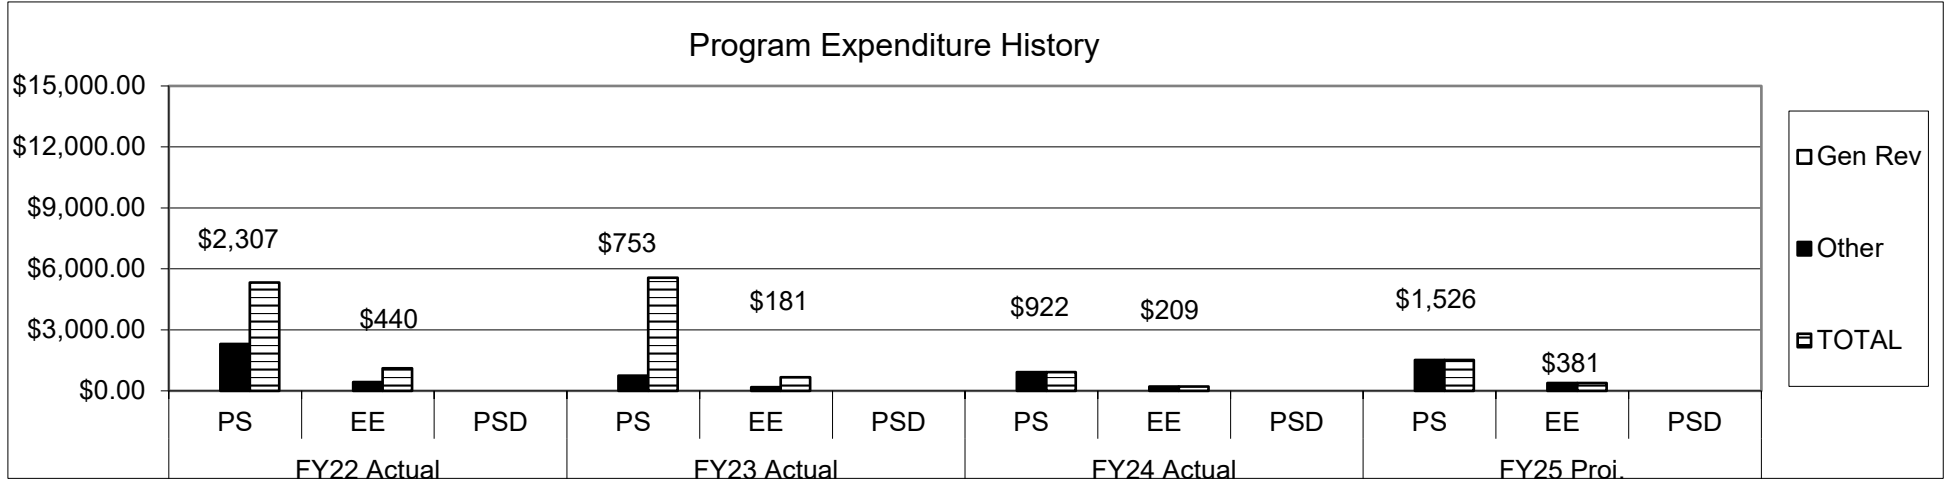 Program Expenditure History
$15,000.00
$12,000.00
$9,000.00
$6,000.00
$3,000.00
$0.00
$2,307
$440
$753
$181
$922
$209
$1,526
$381
PS EE PSD PS EE PSD PS EE PSD PS EE PSD
FY22 Actual FY23 Actual FY24 Actual FY25 Proj.
Gen Rev
Other
TOTAL